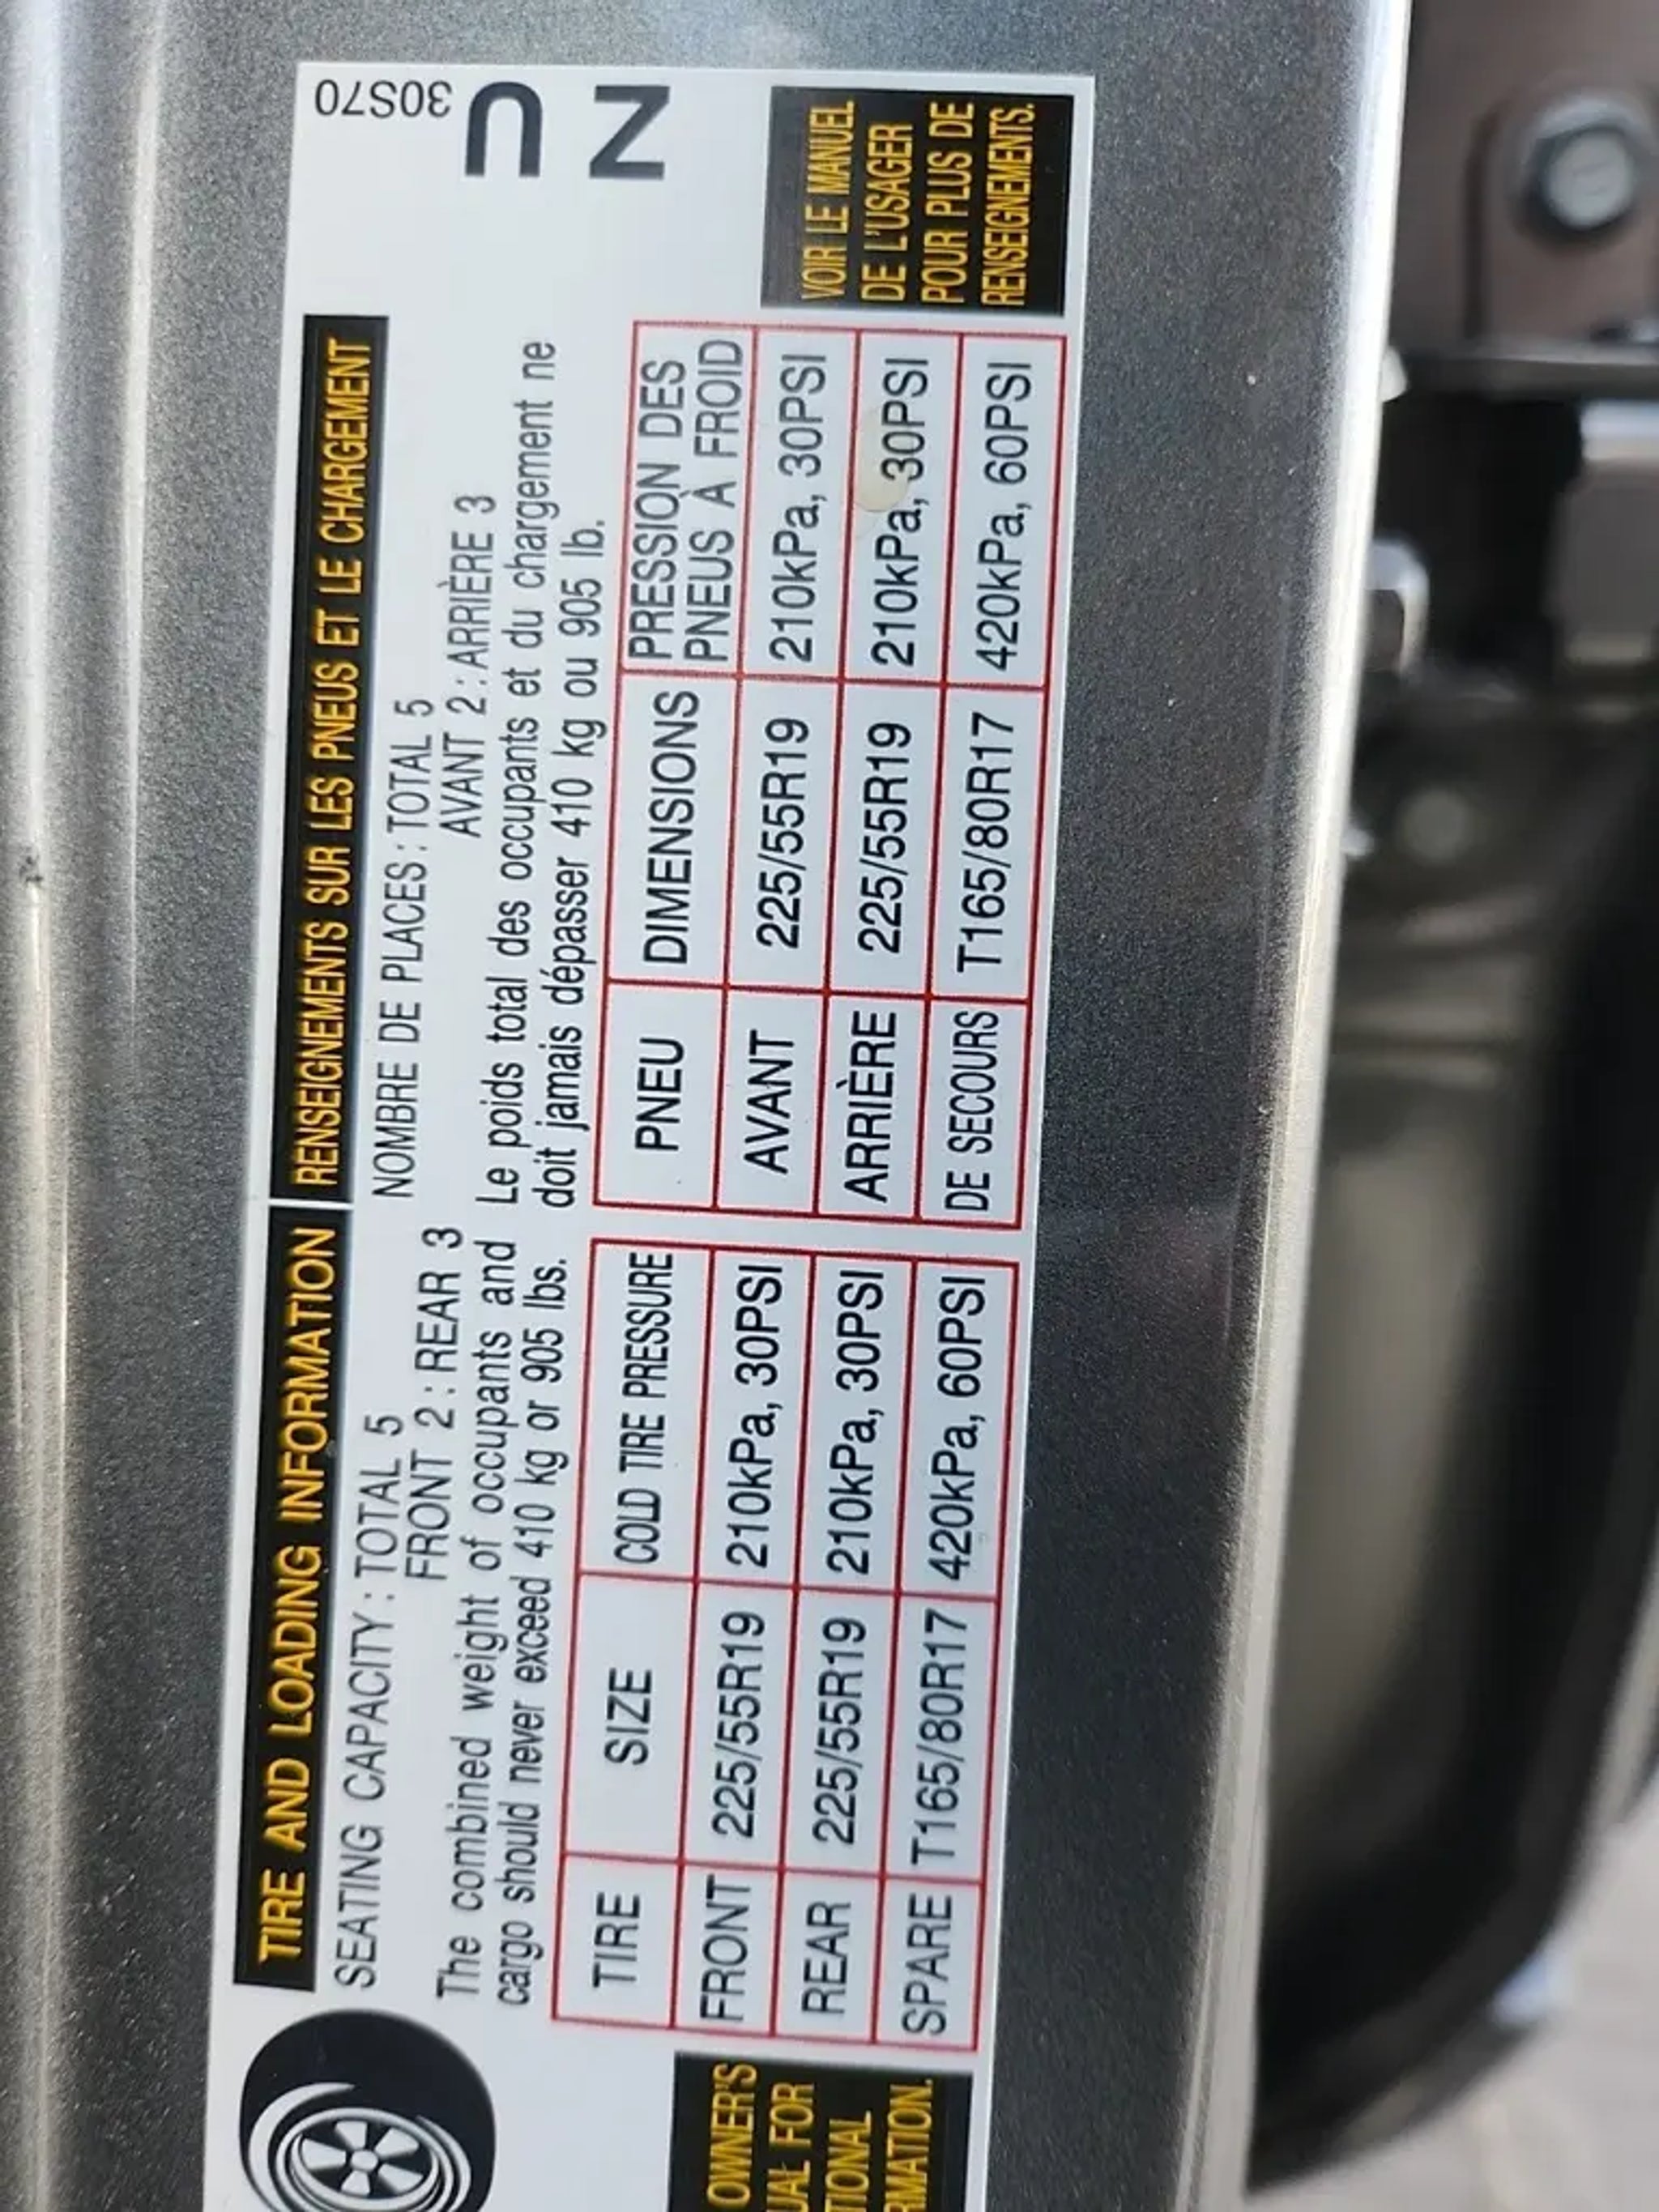 TIRE AND LOADING INFORMATION
SEATING CAPACITY : TOTAL 5
FRONT 2 : REAR 3
The combined weight of occupants and
cargo should never exceed 410 kg or 905 lbs.
TIRE SIZE COLD TIRE PRESSURE
FRONT 225/55R19 210kPa, 30PSI
REAR 225/55R19 210kPa, 30PSI
SPARE T165/80R17 420kPa, 60PSI
OWNER'S
FOR
RENSEIGNEMENTS SUR LES PNEUS ET LE CHARGEMENT
NOMBRE DE PLACES : TOTAL 5
AVANT 2 : ARRIÈRE 3
Le poids total des occupants et du chargement ne
doit jamais dépasser 410 kg ou 905 lb.
PNEU DIMENSIONS PRESSION DES
PNEUS À FROID
AVANT 225/55R19 210kPa, 30PSI
ARRIÈRE 225/55R19 210kPa, 30PSI
DE SECOURS T165/80R17 420kPa, 60PSI
30S70
U
N
VOIR LE MANUEL
DE L'USAGER
POUR PLUS DE
RENSEIGNEMENTS.